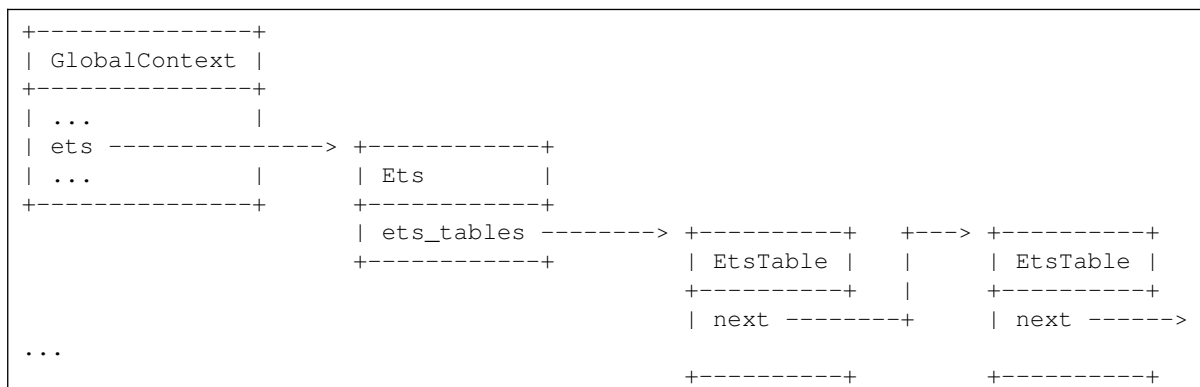 +---------------+
| GlobalContext |
+---------------+
| ...           |
| ets ---------------> +------------+
| ...           |      | Ets        |
+---------------+      +------------+
                       | ets_tables --------> +----------+   +---> +----------+
                       +------------+         | EtsTable |   |     | EtsTable |
                                              +----------+   |     +----------+
                                              | next --------+     | next ------>
...
                                              +----------+         +----------+